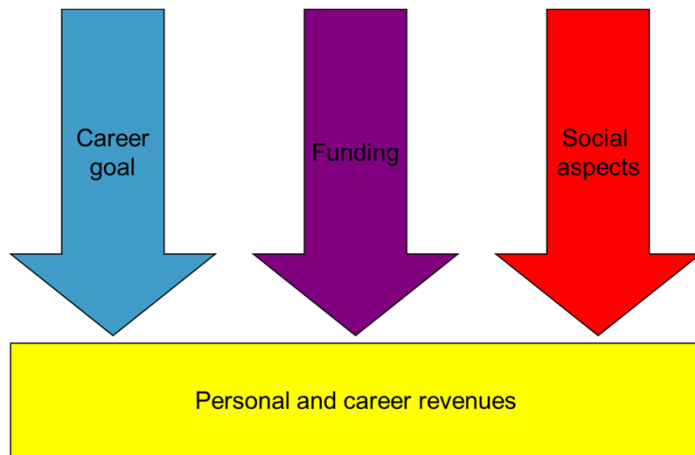 Career
goal
Funding
Social
aspects
Personal and career revenues